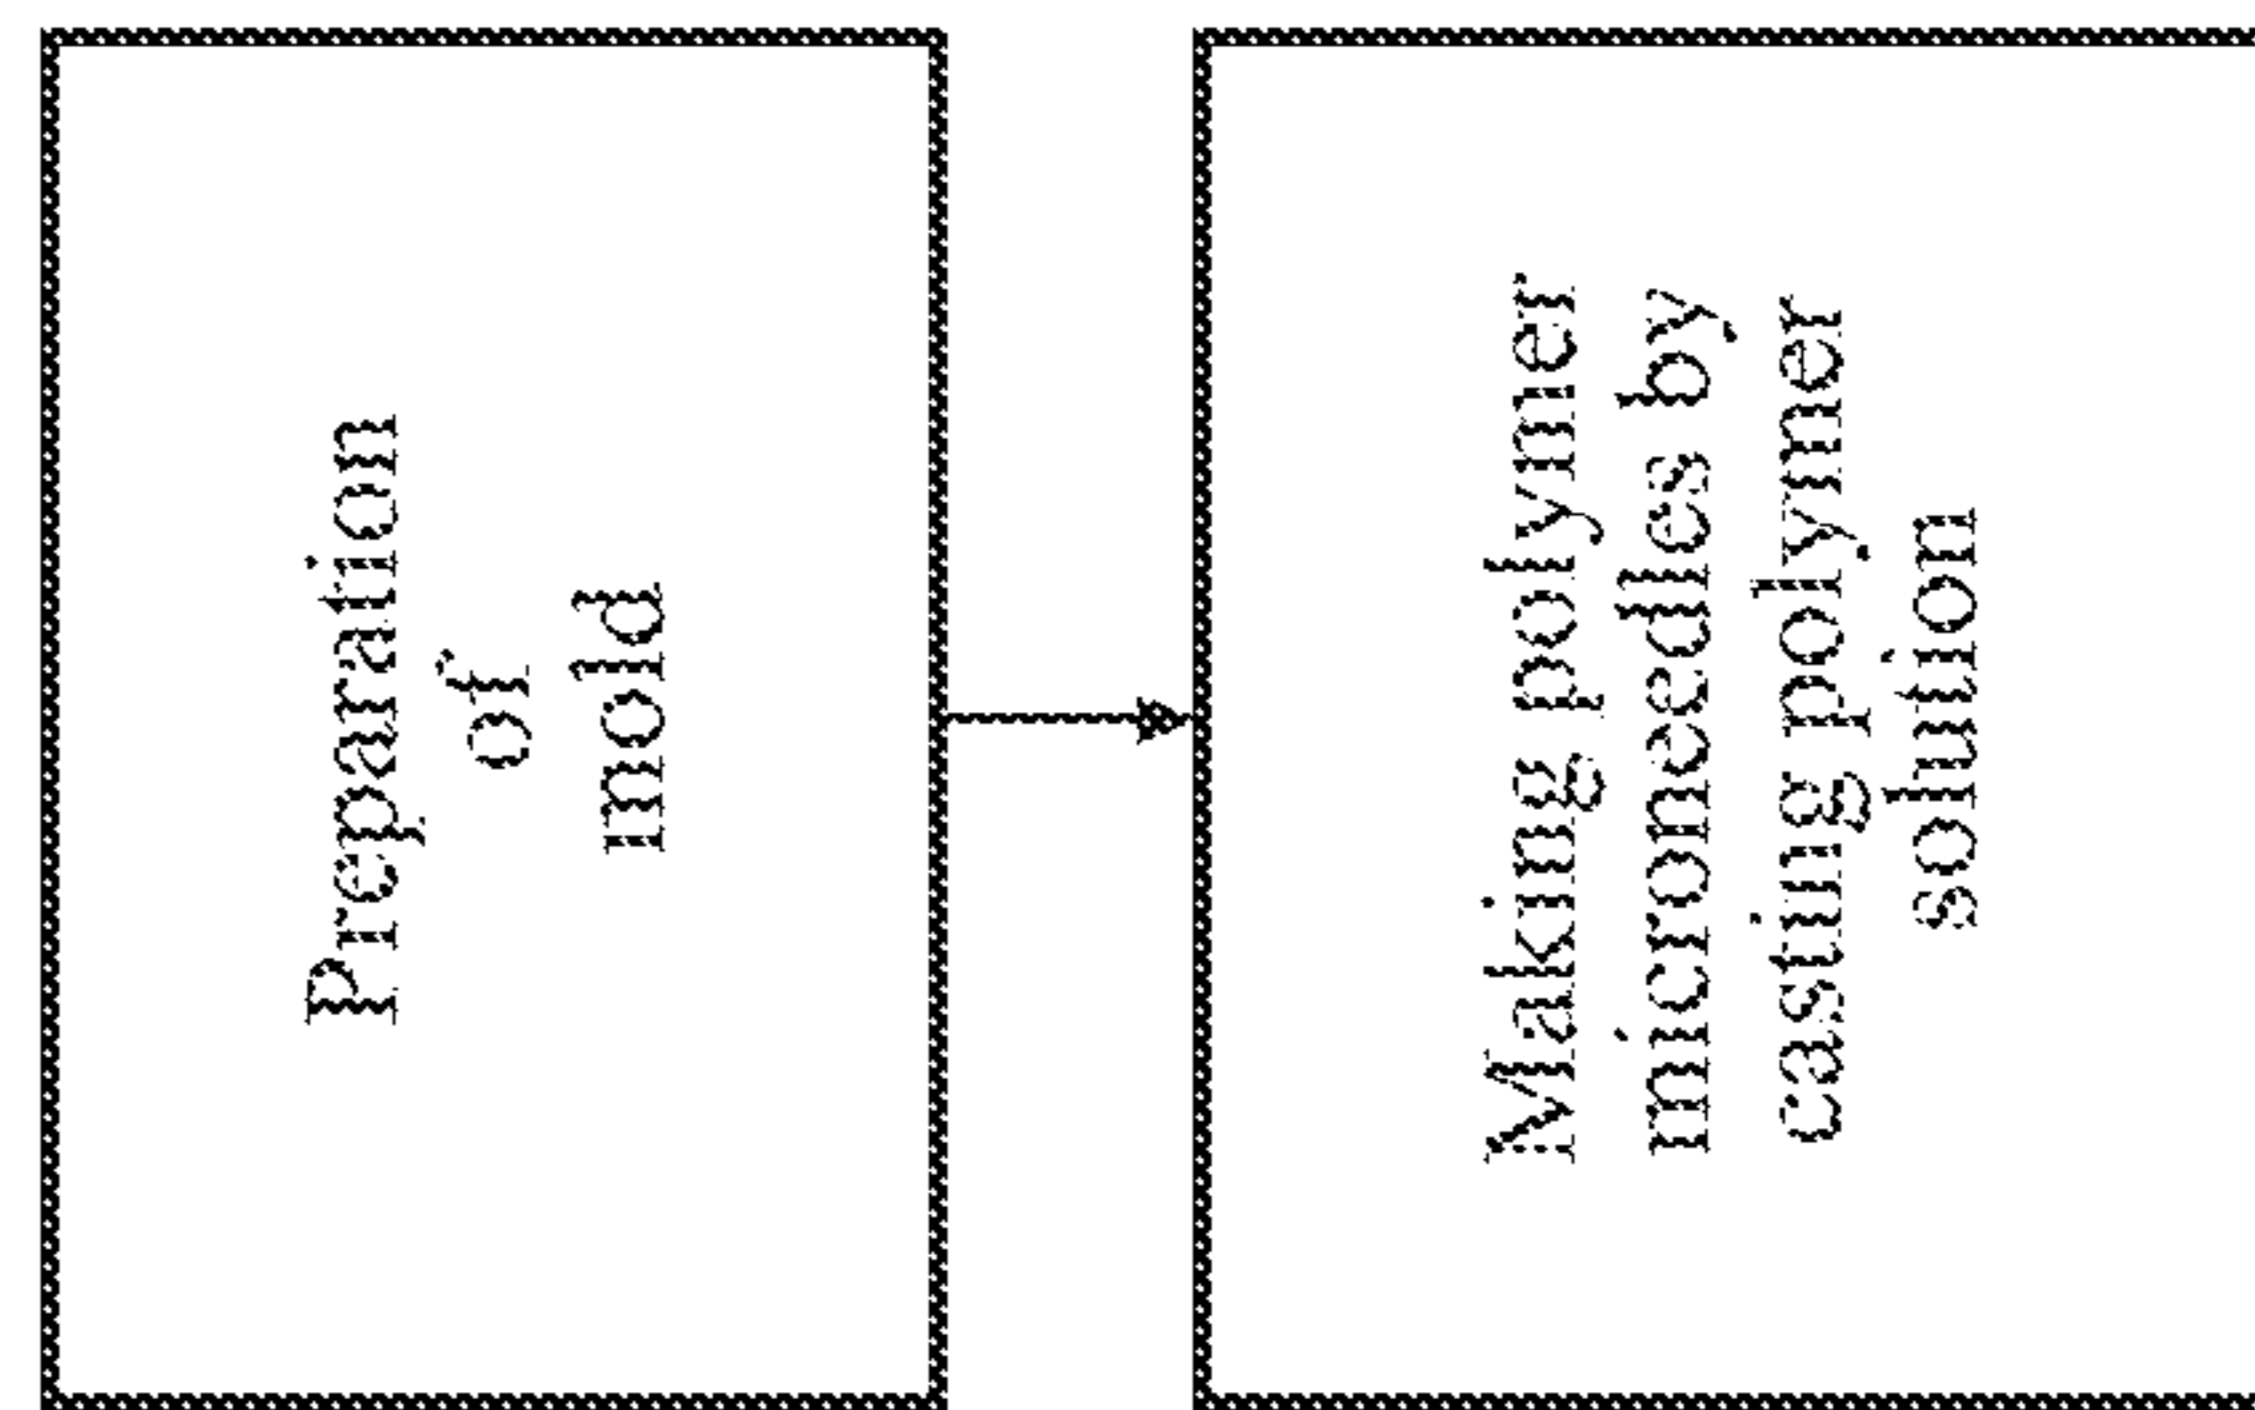 Preparation
of
mold
Making polymer
microneedles by
casting polymer
solution